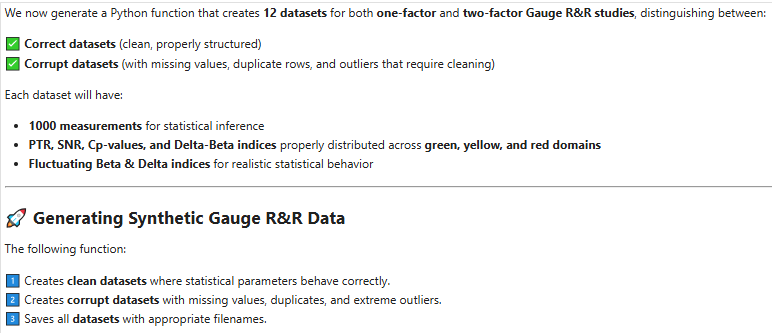 We now generate a Python function that creates 12 datasets for both one-factor and two-factor Gauge R&R studies, distinguishing between:
✅ Correct datasets (clean, properly structured)
✅ Corrupt datasets (with missing values, duplicate rows, and outliers that require cleaning)
Each dataset will have:
• 1000 measurements for statistical inference
• PTR, SNR, Cp-values, and Delta-Beta indices properly distributed across green, yellow, and red domains
• Fluctuating Beta & Delta indices for realistic statistical behavior
🚀 Generating Synthetic Gauge R&R Data
The following function:
1️⃣ Creates clean datasets where statistical parameters behave correctly.
2️⃣ Creates corrupt datasets with missing values, duplicates, and extreme outliers.
3️⃣ Saves all datasets with appropriate filenames.